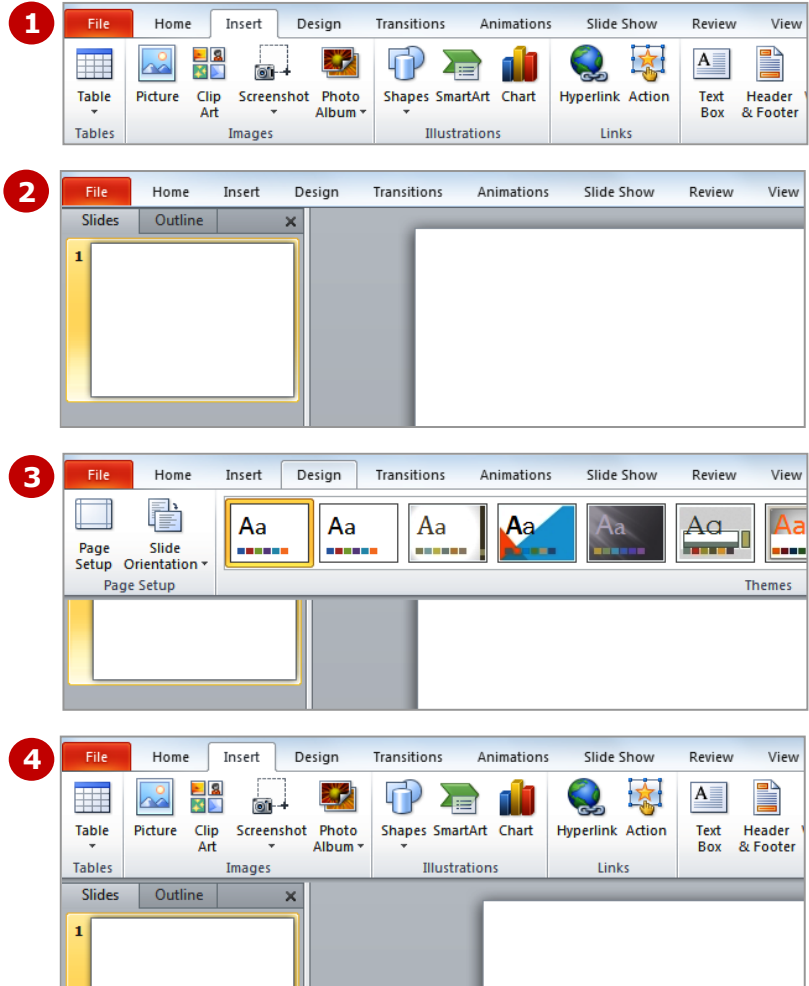 1
File Home Insert Design Transitions Animations Slide Show Review View
Table Picture Clip Art Screenshot Photo Album Shapes SmartArt Chart Hyperlink Action Text Box Header & Footer
Tables Images Illustrations Links
2
File Home Insert Design Transitions Animations Slide Show Review View
Slides Outline
1
3
File Home Insert Design Transitions Animations Slide Show Review View
Page Setup Slide Orientation Aa Aa Aa Aa Aa Aa Aa
Page Setup Themes
4
File Home Insert Design Transitions Animations Slide Show Review View
Table Picture Clip Art Screenshot Photo Album Shapes SmartArt Chart Hyperlink Action Text Box Header & Footer
Tables Images Illustrations Links
Slides Outline
1